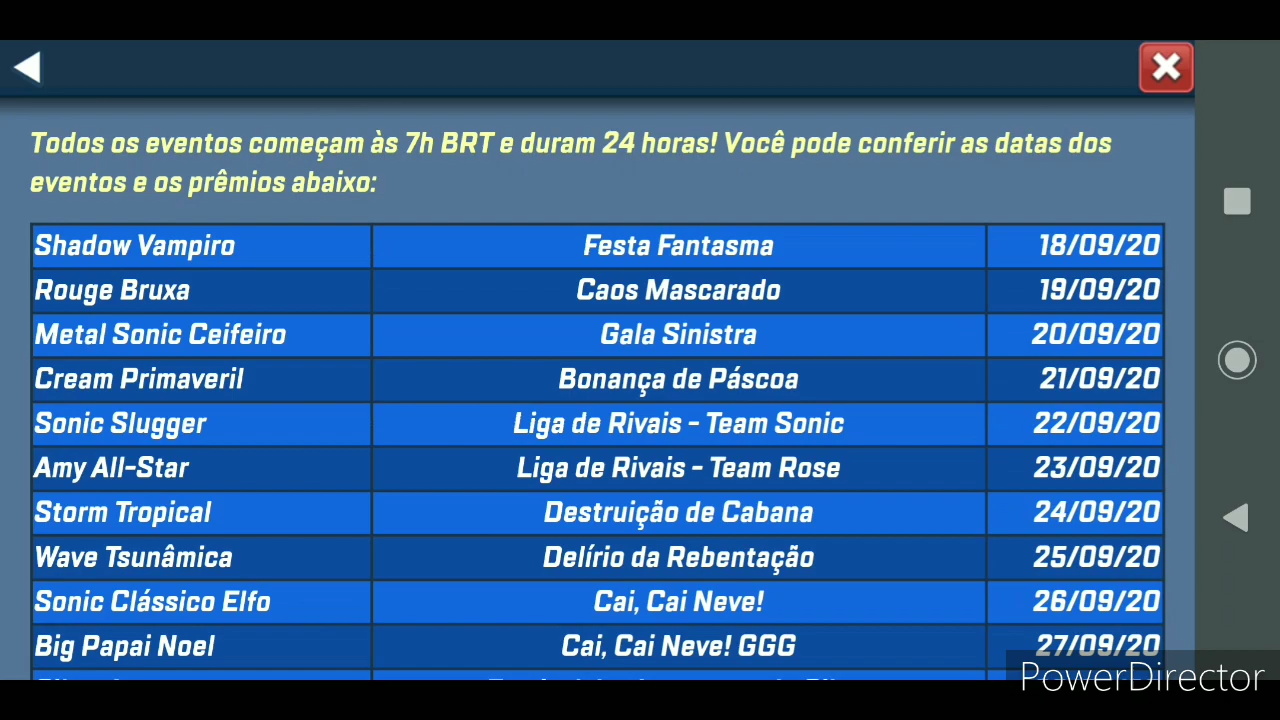 Todos os eventos começam às 7h BRT e duram 24 horas! Você pode conferir as datas dos
eventos e os prêmios abaixo:
Shadow Vampiro Festa Fantasma 18/09/20
Rouge Bruxa Caos Mascarado 19/09/20
Metal Sonic Ceifeiro Gala Sinistra 20/09/20
Cream Primaveril Bonança de Páscoa 21/09/20
Sonic Slugger Liga de Rivais - Team Sonic 22/09/20
Amy All-Star Liga de Rivais - Team Rose 23/09/20
Storm Tropical Destruição de Cabana 24/09/20
Wave Tsunâmica Delírio da Rebentação 25/09/20
Sonic Clássico Elfo Cai, Cai Neve! 26/09/20
Big Papai Noel Cai, Cai Neve! GGG 27/09/20
PowerDirector